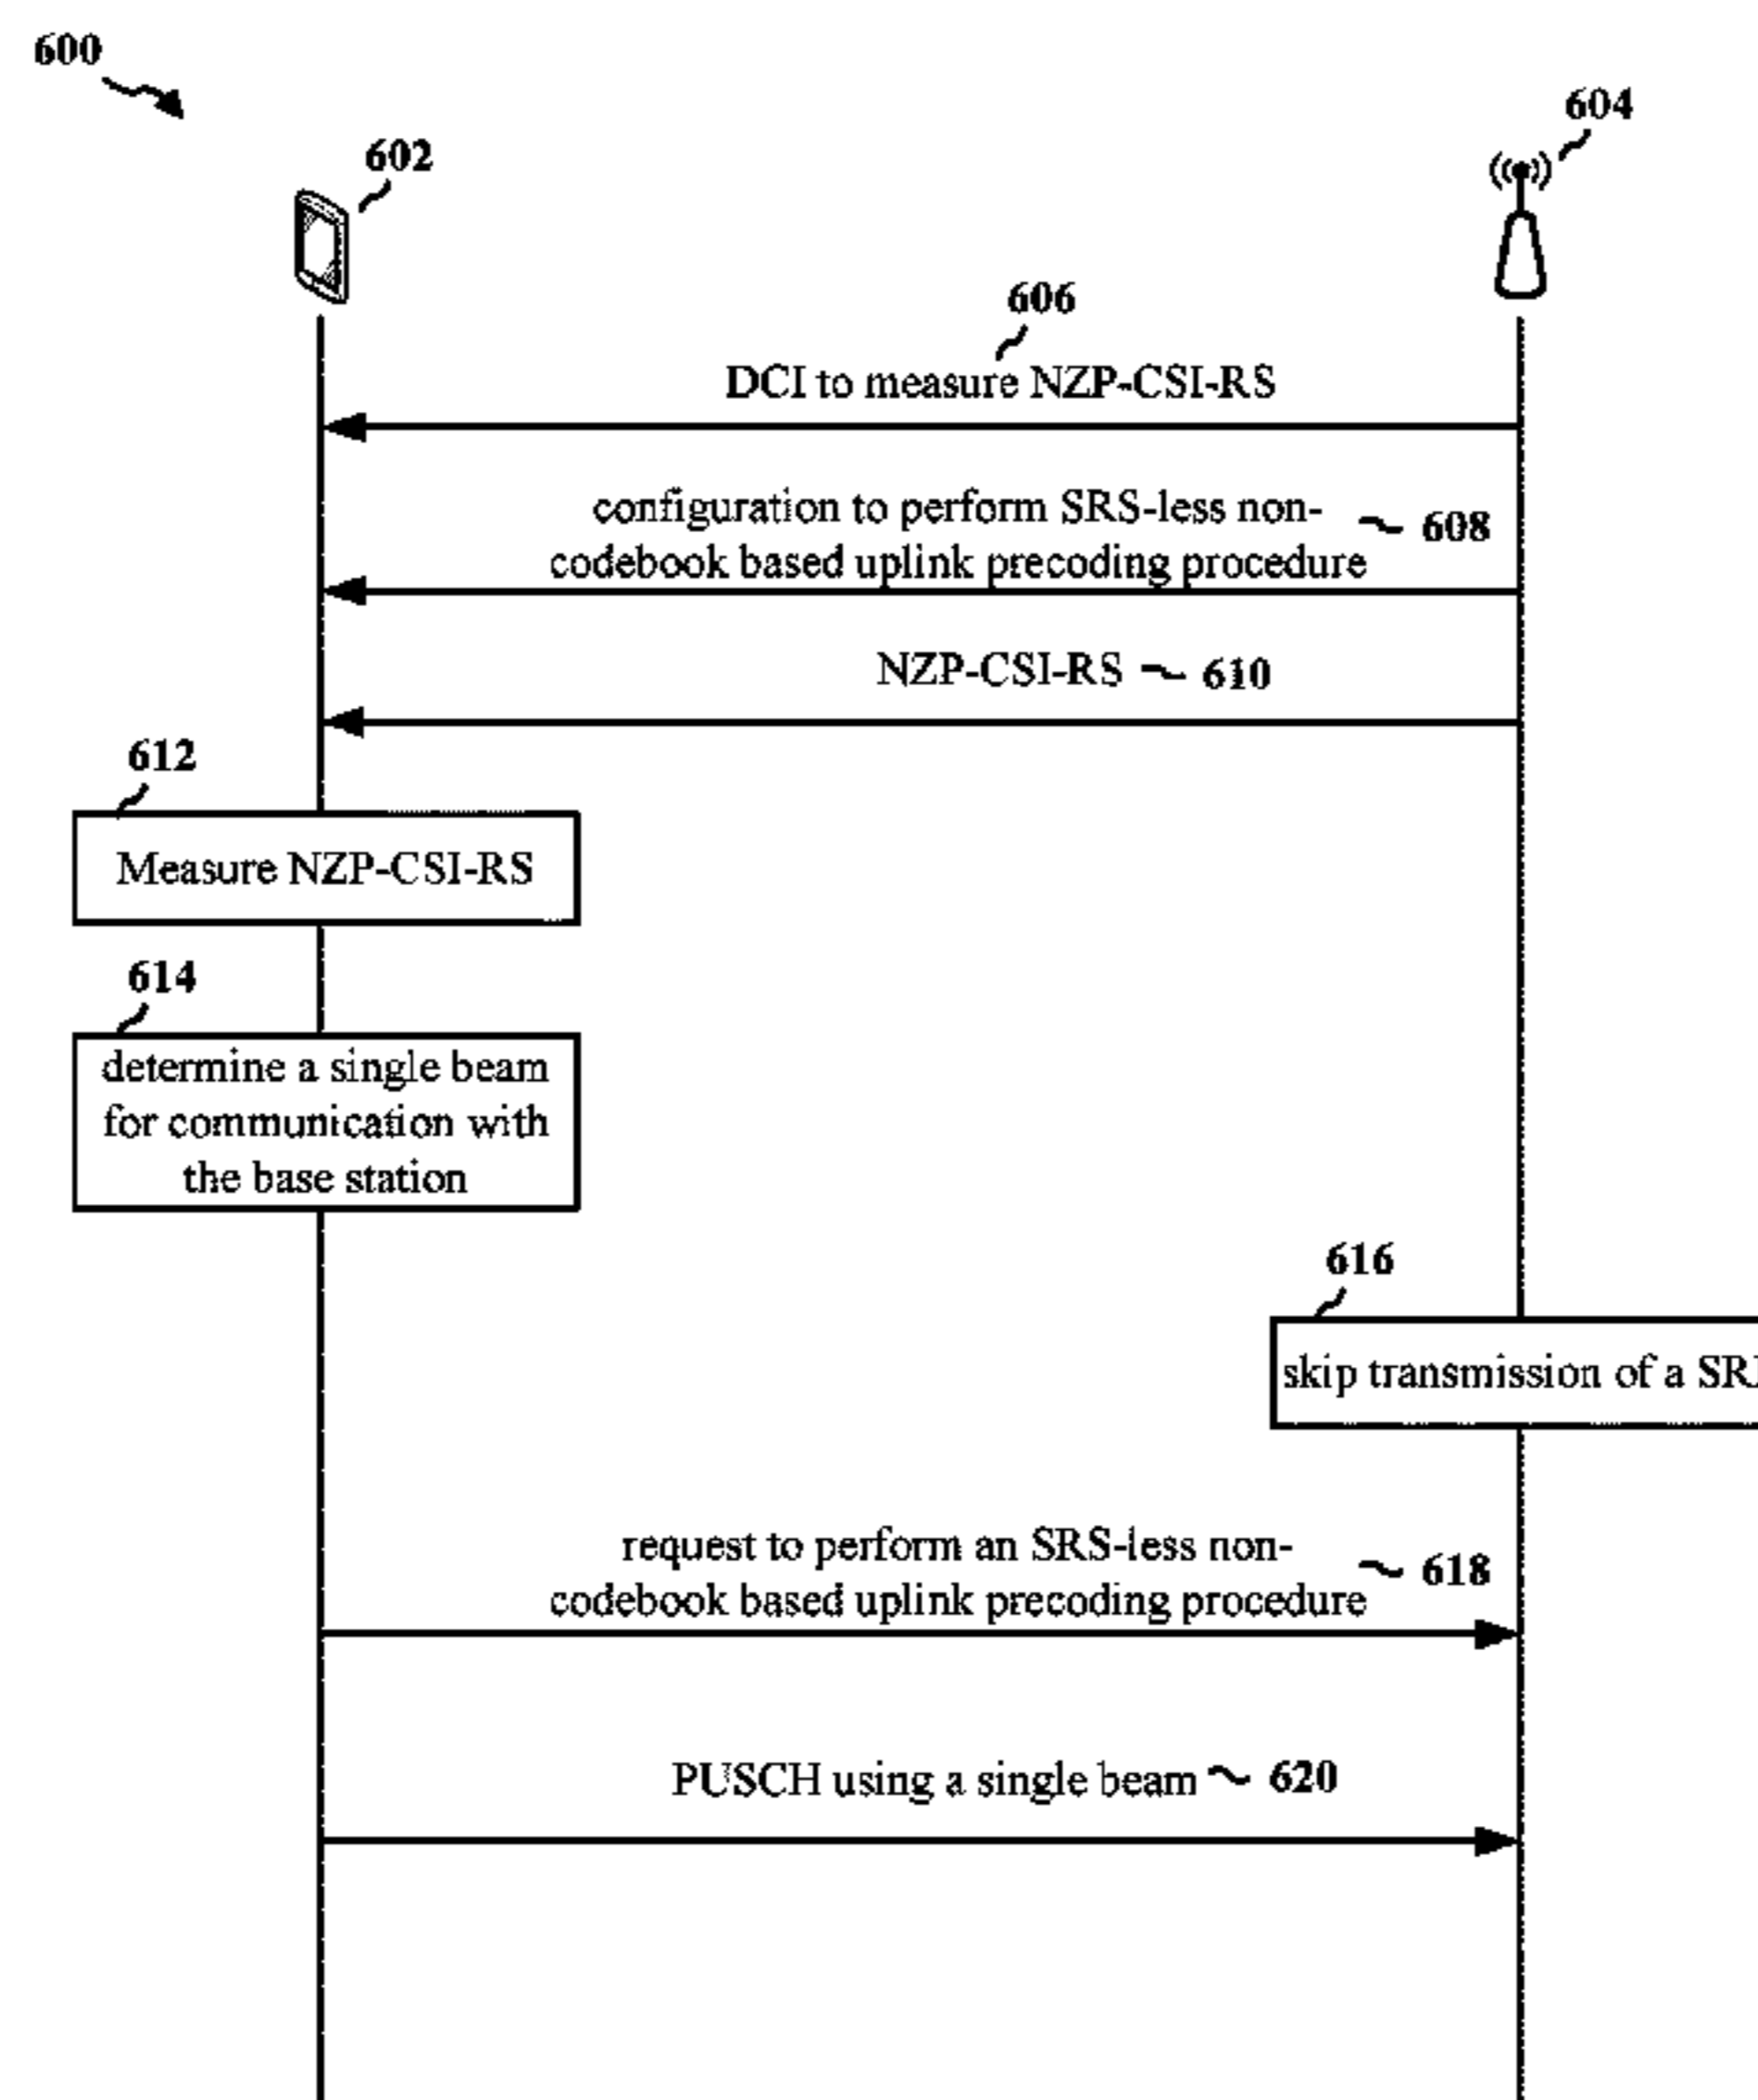 600
602
604
606
DCI to measure NZP-CSI-RS
configuration to perform SRS-less non-
codebook based uplink precoding procedure
608
NZP-CSI-RS 610
612
Measure NZP-CSI-RS
614
determine a single beam
for communication with
the base station
616
skip transmission of a
request to perform an SRS-less non-
codebook based uplink precoding procedure
618
PUSCH using a single beam 620